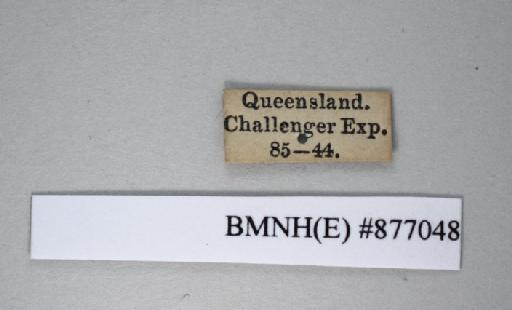 Queensland.
Challenger Exp.
85—44.
BMNH(E) #877048